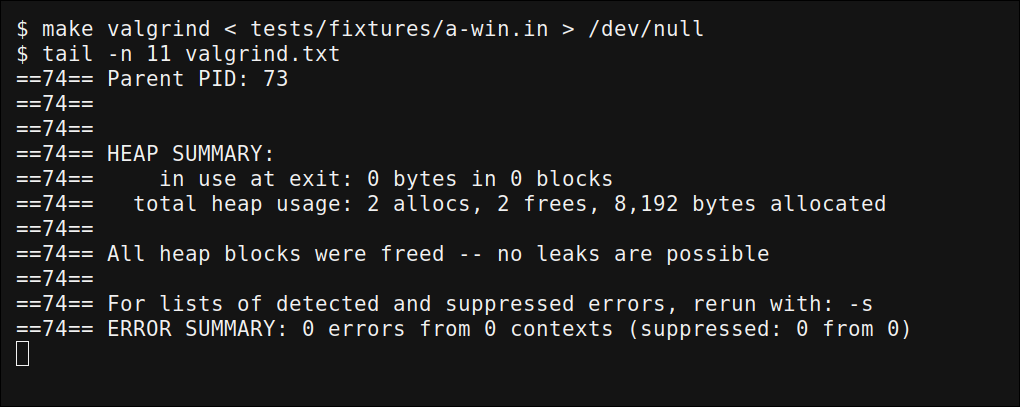 $ make valgrind < tests/fixtures/a-win.in > /dev/null
$ tail -n 11 valgrind.txt
==74== Parent PID: 73
==74==
==74==
==74== HEAP SUMMARY:
==74==     in use at exit: 0 bytes in 0 blocks
==74==   total heap usage: 2 allocs, 2 frees, 8,192 bytes allocated
==74==
==74== All heap blocks were freed -- no leaks are possible
==74==
==74== For lists of detected and suppressed errors, rerun with: -s
==74== ERROR SUMMARY: 0 errors from 0 contexts (suppressed: 0 from 0)